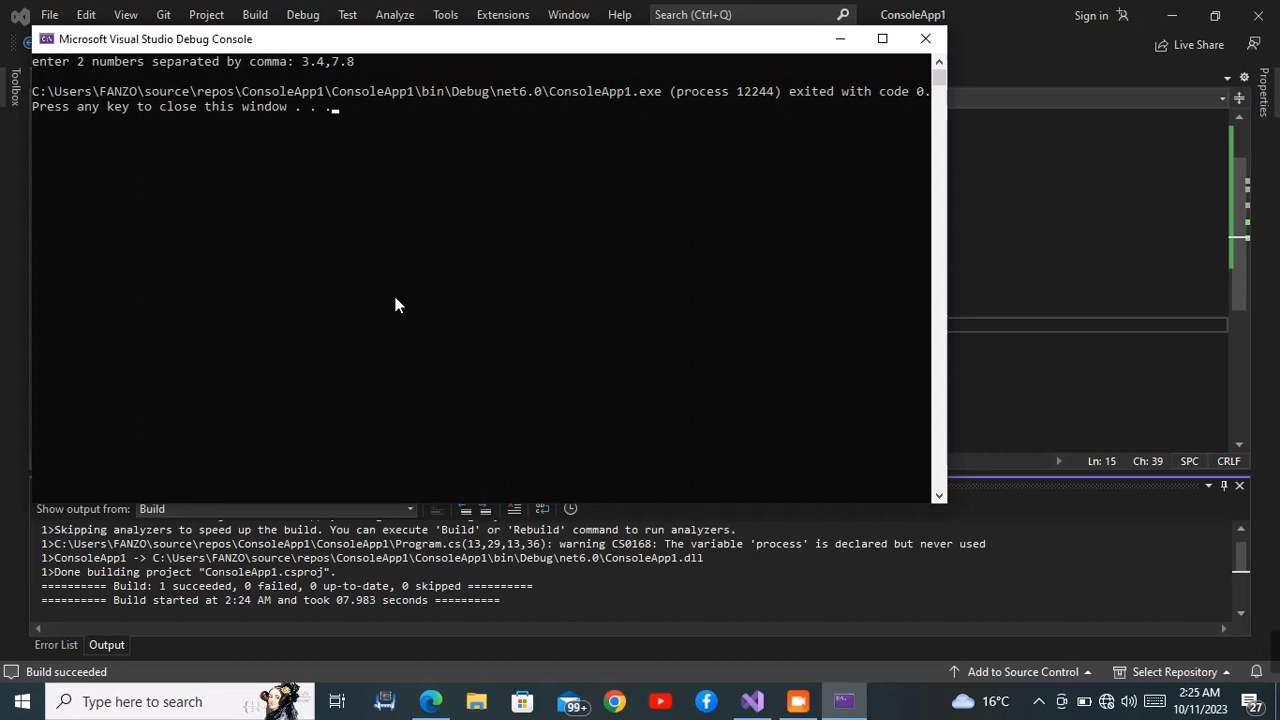 File Edit View Git Project Build Debug Test Analyze Tools Extensions Window Help Search (Ctrl+Q) ConsoleApp1 Sign in
Live Share
Microsoft Visual Studio Debug Console
enter 2 numbers separated by comma: 3.4,7.8
C:\Users\FANZO\source\repos\ConsoleApp1\ConsoleApp1\bin\Debug\net6.0\ConsoleApp1.exe (process 12244) exited with code 0.
Press any key to close this window . . .
Toolbox
Properties
Ln: 15 Ch: 39 SPC CRLF
Show output from: Build
1>Skipping analyzers to speed up the build. You can execute 'Build' or 'Rebuild' command to run analyzers.
1>C:\Users\FANZO\source\repos\ConsoleApp1\ConsoleApp1\Program.cs(13,29,13,36): warning CS0168: The variable 'process' is declared but never used
1>ConsoleApp1 -> C:\Users\FANZO\source\repos\ConsoleApp1\ConsoleApp1\bin\Debug\net6.0\ConsoleApp1.dll
1>Done building project "ConsoleApp1.csproj".
========== Build: 1 succeeded, 0 failed, 0 up-to-date, 0 skipped ==========
========== Build started at 2:24 AM and took 07.983 seconds ==========
Error List Output
Build succeeded Add to Source Control Select Repository
Type here to search 99+ 16°C 2:25 AM
10/11/2023 27